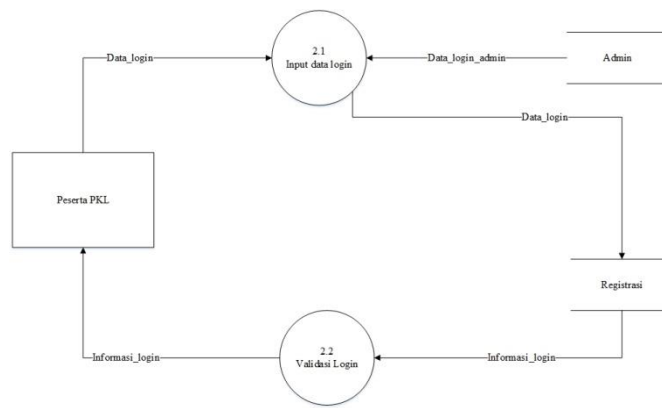 2.1
Input data login
Data_login
Data_login_admin
Admin
Data_login
Peserta PKL
Registrasi
2.2
Validasi Login
Informasi_login
Informasi_login